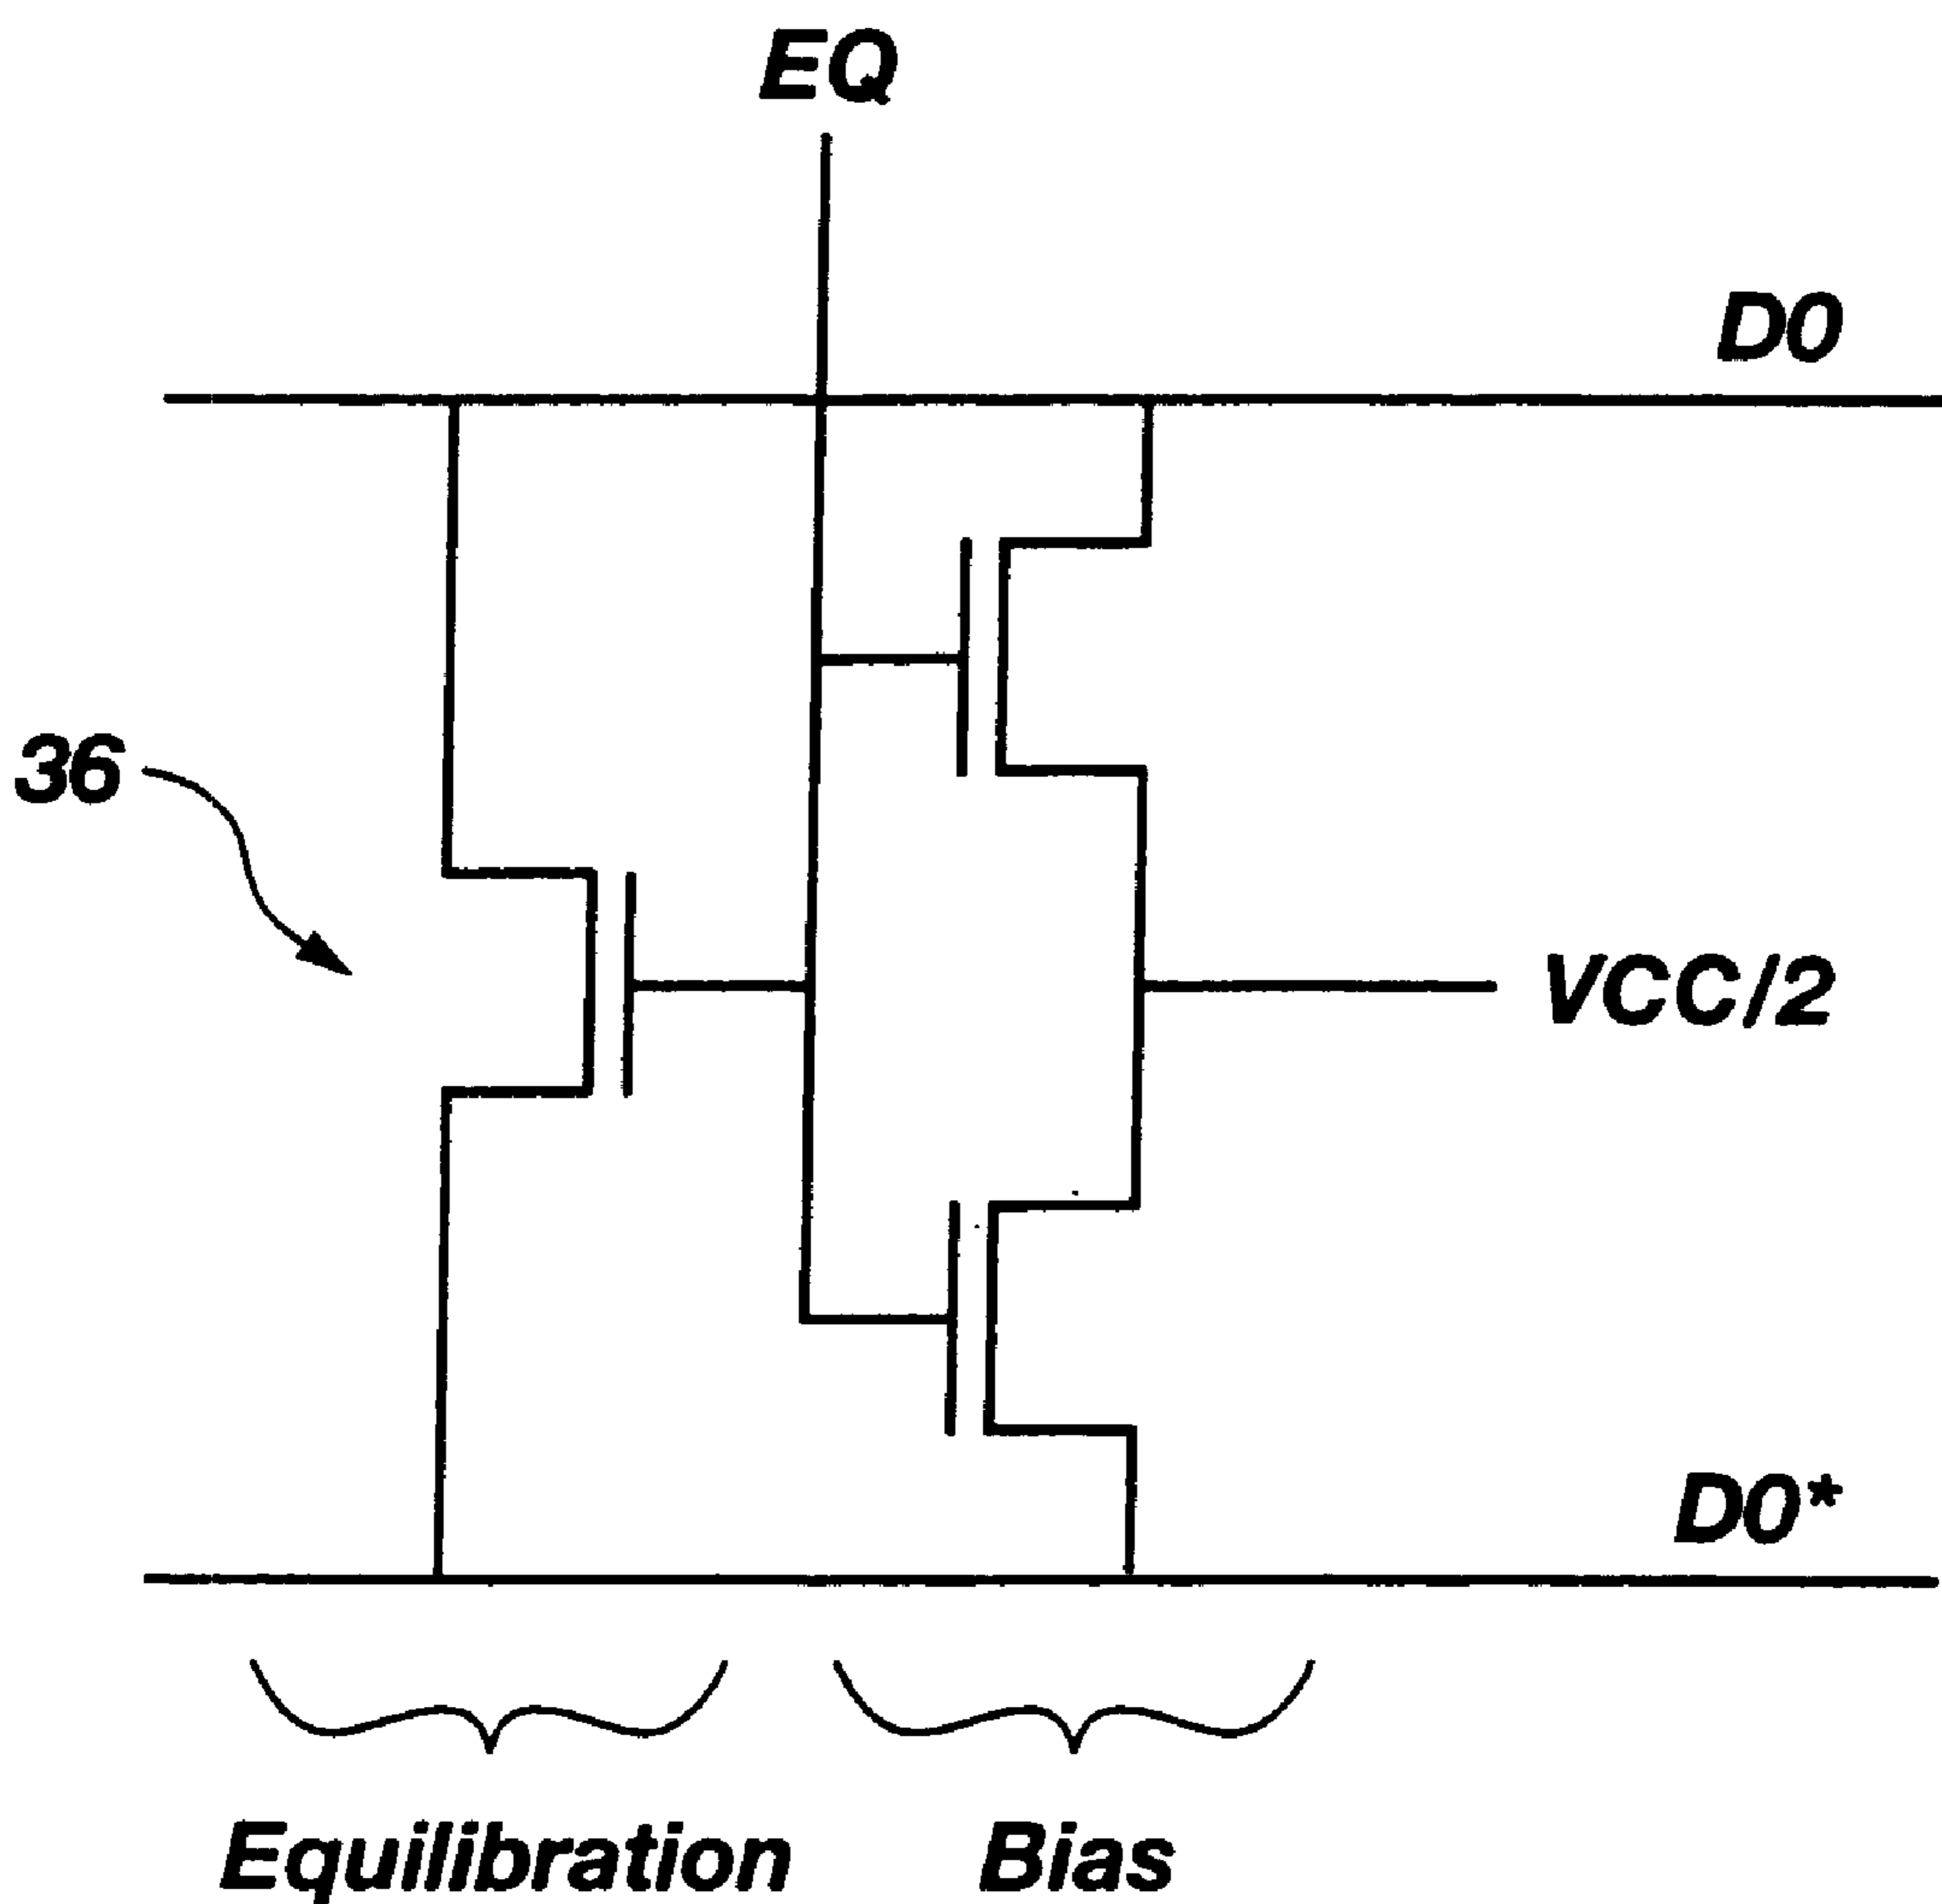 EQ
D0
36
VCC/2
D0*
Equilibration
Bias